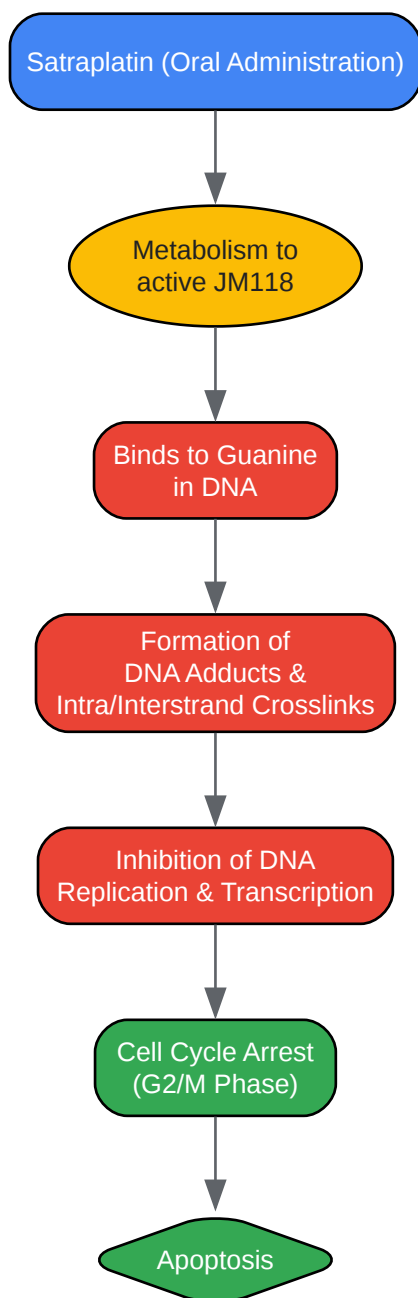 Satraplatin (Oral Administration)
Metabolism to
active JM118
Binds to Guanine
in DNA
Formation of
DNA Adducts &
Intra/Interstrand Crosslinks
Inhibition of DNA
Replication & Transcription
Cell Cycle Arrest
(G2/M Phase)
Apoptosis